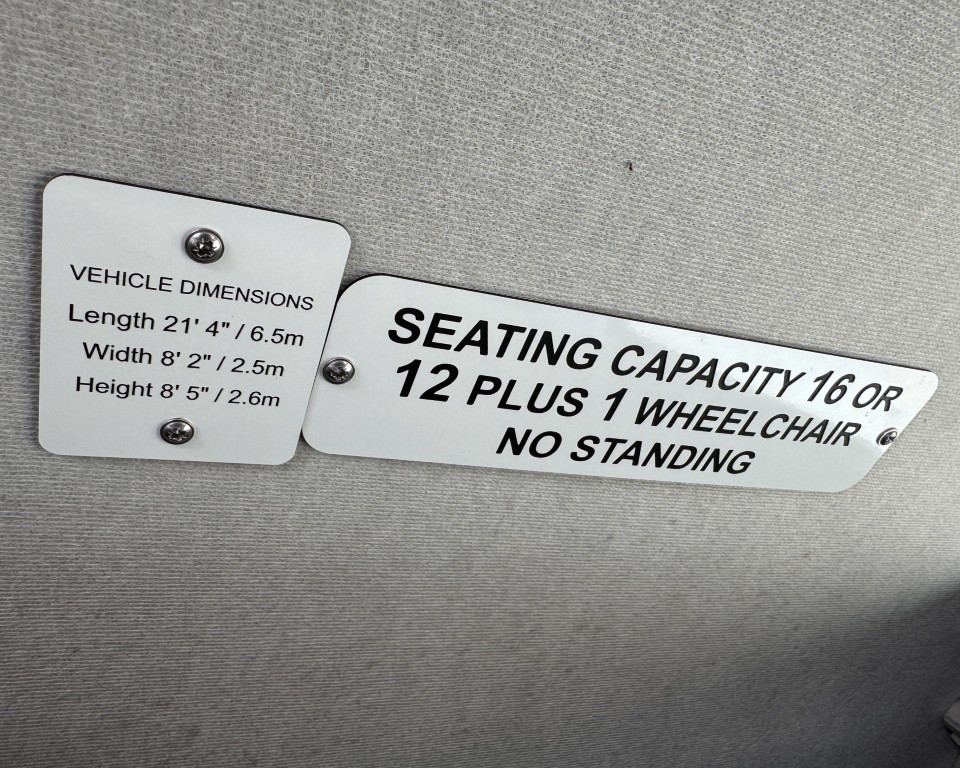 VEHICLE DIMENSIONS
Length 21' 4" / 6.5m
Width 8' 2" / 2.5m
Height 8' 5" / 2.6m
SEATING CAPACITY 16 OR
12 PLUS 1 WHEELCHAIR
NO STANDING